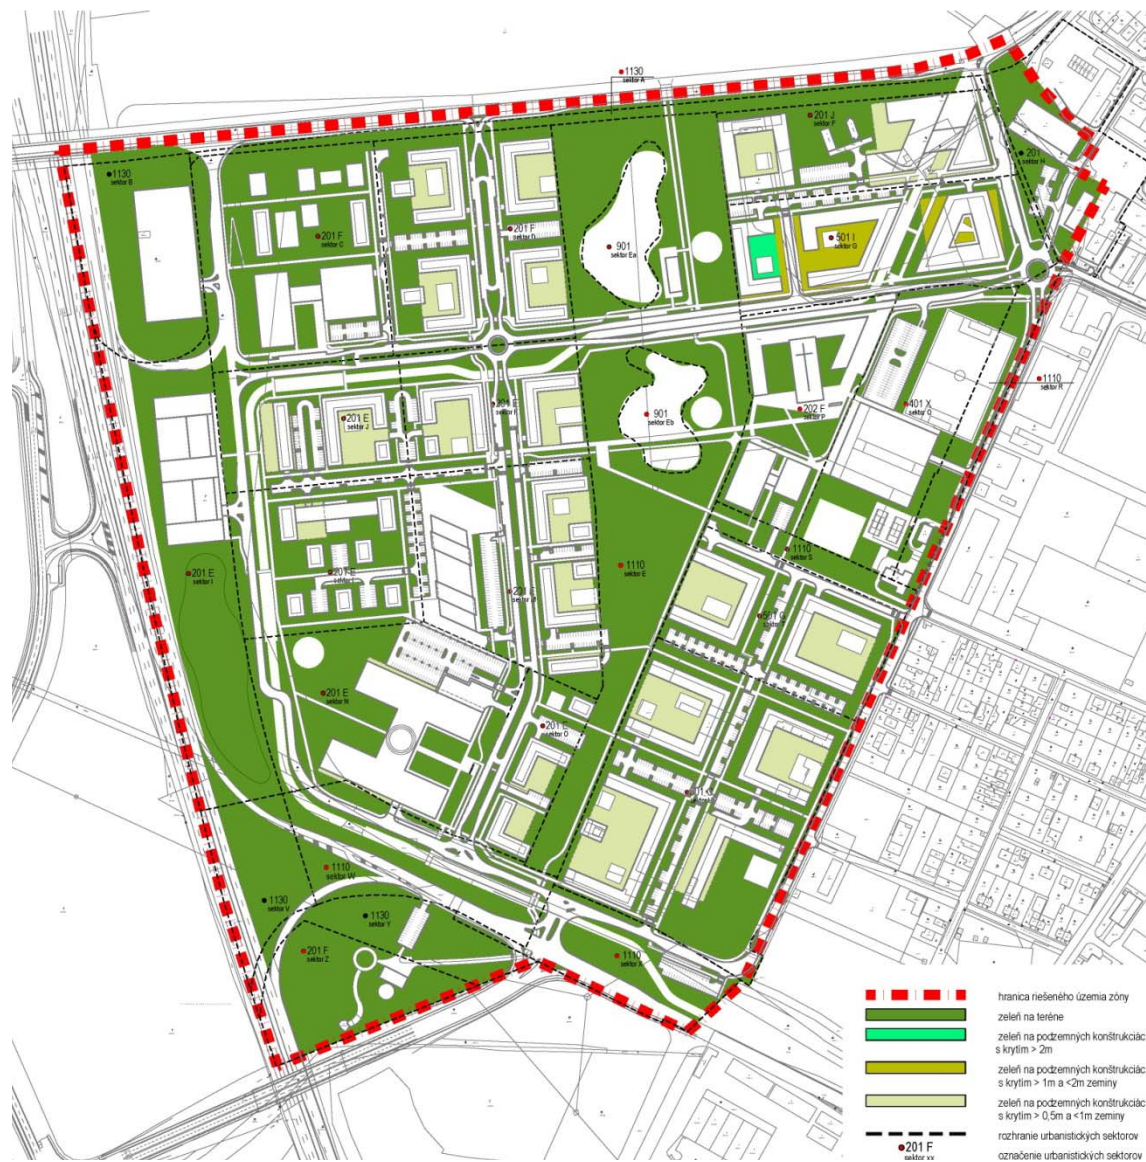 1130
sektor A
201 J
sektor F
201
sektor H
1130
sektor B
201 F
sektor C
201 F
sektor D
901
sektor Ea
501 I
sektor G
1110
sektor R
201 E
sektor J
201 E
901
sektor Eb
202 F
sektor P
401 X
1110
sektor S
201 E
sektor I
201 E
1110
sektor E
201 E
501 G
201 E
sektor N
201 E
sektor O
1110
sektor W
1130
sektor V
1130
sektor Y
201 F
sektor Z
1110
sektor X
hranica riešeného územia zóny
zeleň na teréne
zeleň na podzemných konštrukciác
s krytím > 2m
zeleň na podzemných konštrukciác
s krytím > 1m a <2m zeminy
zeleň na podzemných konštrukciác
s krytím > 0,5m a <1m zeminy
rozhranie urbanistických sektorov
201 F
sektor xx
označenie urbanistických sektorov